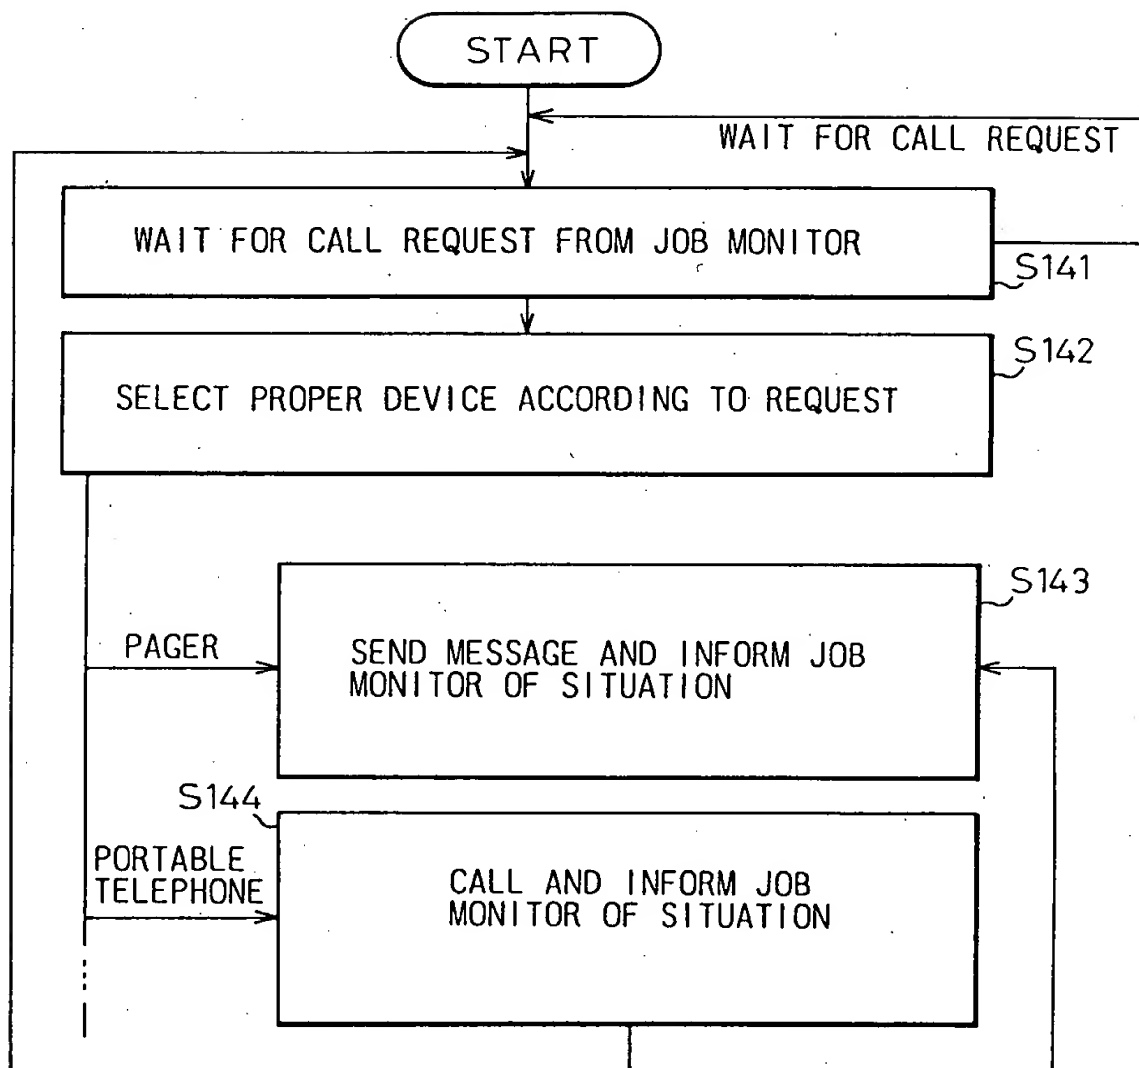 START
WAIT FOR CALL REQUEST
WAIT FOR CALL REQUEST FROM JOB MONITOR
S141
S142
SELECT PROPER DEVICE ACCORDING TO REQUEST
S143
PAGER
SEND MESSAGE AND INFORM JOB
MONITOR OF SITUATION
S144
PORTABLE
TELEPHONE
CALL AND INFORM JOB
MONITOR OF SITUATION